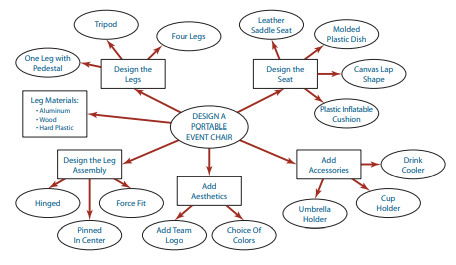 Tripod
Four Legs
One Leg with
Pedestal
Design the
Legs
Leg Materials:
• Aluminum
• Wood
• Hard Plastic
Leather
Saddle Seat
Molded
Plastic Dish
Design the
Seat
Canvas Lap
Shape
Plastic Inflatable
Cushion
DESIGN A
PORTABLE
EVENT CHAIR
Design the Leg
Assembly
Hinged
Pinned
In Center
Force Fit
Add
Aesthetics
Add Team
Logo
Choice Of
Colors
Add
Accessories
Drink
Cooler
Cup
Holder
Umbrella
Holder